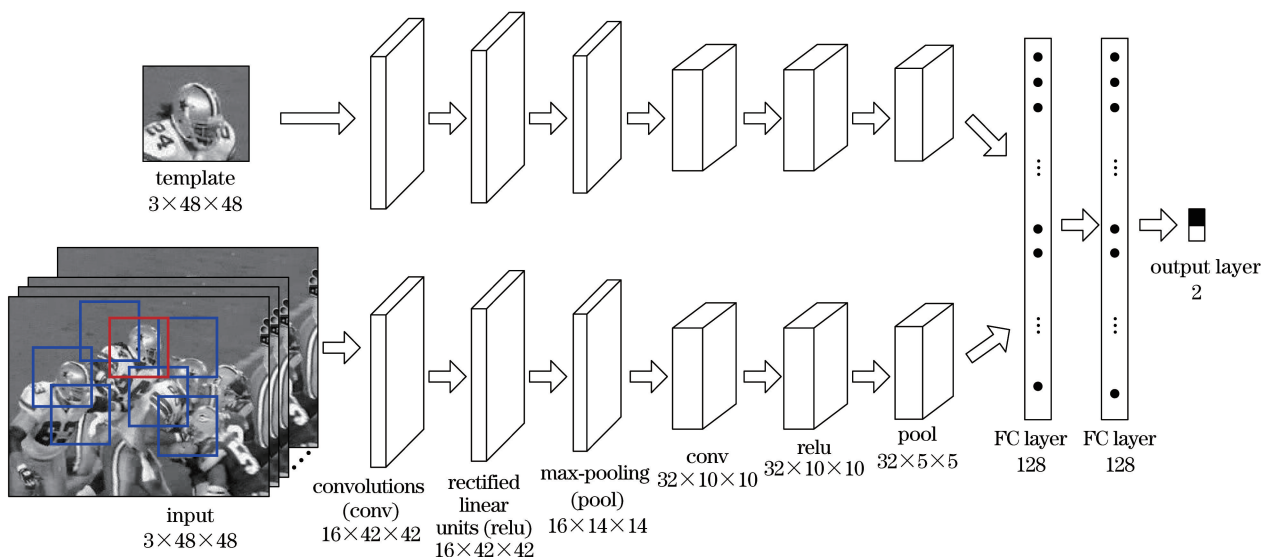 24
template
3×48×48
input
3×48×48
convolutions
(conv)
16×42×42
rectified
linear
units (relu)
16×42×42
max-pooling
(pool)
16×14×14
conv
32×10×10
relu
32×10×10
pool
32×5×5
FC layer
128
FC layer
128
output layer
2